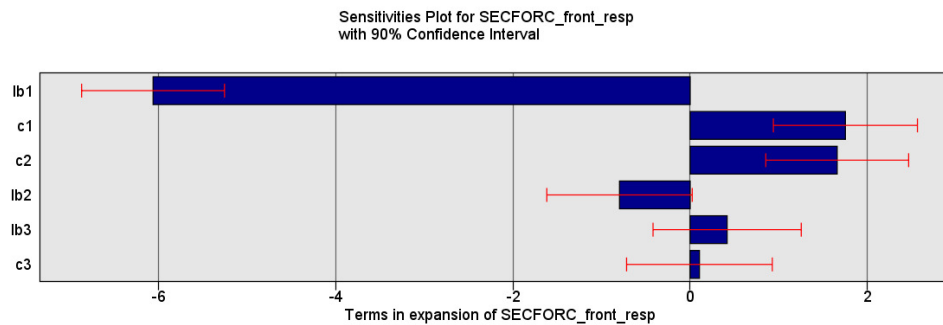 Sensitivities Plot for SECFORC_front_resp
with 90% Confidence Interval
lb1
c1
c2
lb2
lb3
c3
-6 -4 -2 0 2
Terms in expansion of SECFORC_front_resp